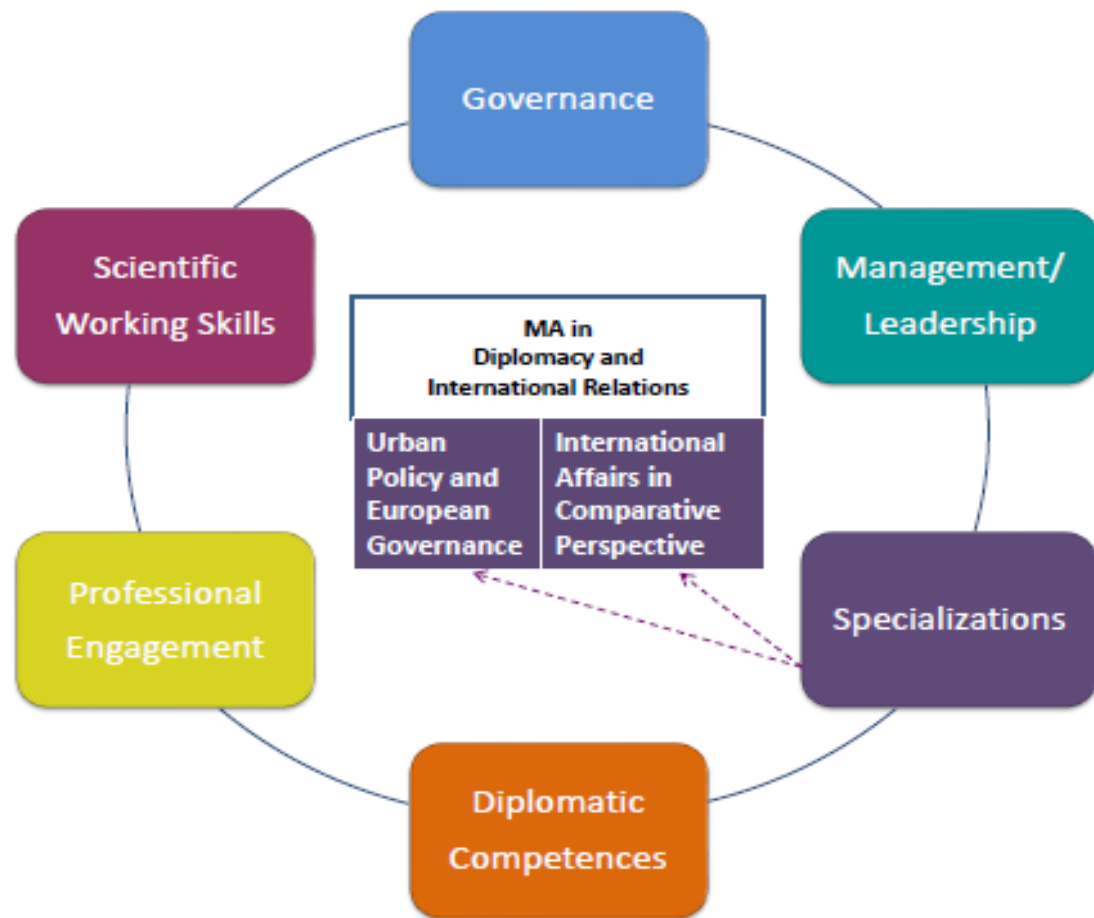 Governance
Scientific
Working Skills
Management/
Leadership
MA in
Diplomacy and
International Relations
Urban
Policy and
European
Governance
International
Affairs in
Comparative
Perspective
Professional
Engagement
Specializations
Diplomatic
Competences